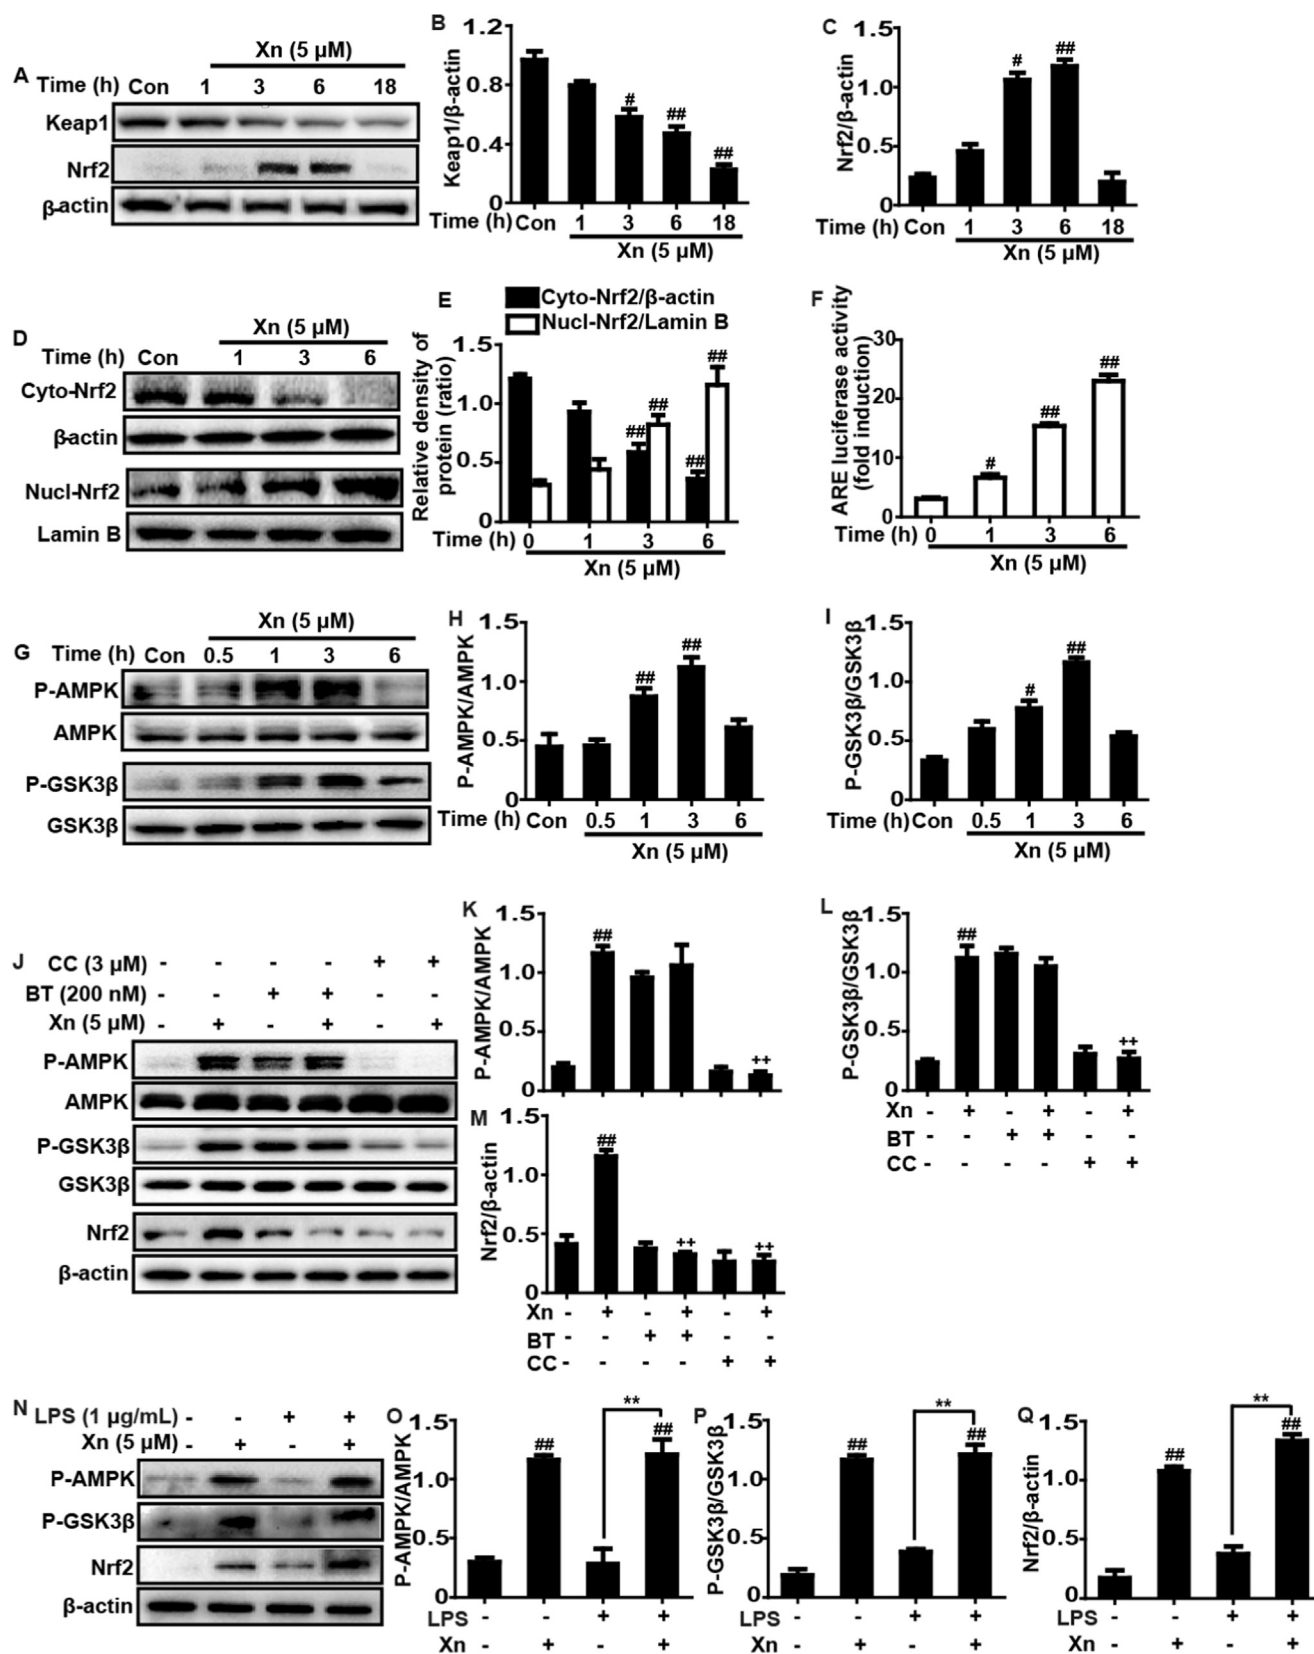 A
Xn (5 µM)
Time (h) Con 1 3 6 18
Keap1
Nrf2
β-actin
B
Keap1/β-actin
1.2
0.8
0.4
0
# ## ##
Time (h) Con 1 3 6 18
Xn (5 µM)
C
Nrf2/β-actin
1.5
1.0
0.5
0
# ##
Time (h) Con 1 3 6 18
Xn (5 µM)
D
Xn (5 µM)
Time (h) Con 1 3 6
Cyto-Nrf2
β-actin
Nucl-Nrf2
Lamin B
E
Cyto-Nrf2/β-actin
Nucl-Nrf2/Lamin B
Relative density of
protein (ratio)
1.5
1.0
0.5
0
## ## ## ##
Time (h) 0 1 3 6
Xn (5 µM)
F
ARE luciferase activity
(fold induction)
30
20
10
0
# ## ##
Time (h) 0 1 3 6
Xn (5 µM)
G
Xn (5 µM)
Time (h) Con 0.5 1 3 6
P-AMPK
AMPK
P-GSK3β
GSK3β
H
P-AMPK/AMPK
1.5
1.0
0.5
0
## ##
Time (h) Con 0.5 1 3 6
Xn (5 µM)
I
P-GSK3β/GSK3β
1.5
1.0
0.5
0
# ##
Time (h) Con 0.5 1 3 6
Xn (5 µM)
J
CC (3 µM) - - - - + +
BT (200 nM) - - + + - -
Xn (5 µM) - + - + - +
P-AMPK
AMPK
P-GSK3β
GSK3β
Nrf2
β-actin
K
P-AMPK/AMPK
1.5
1.0
0.5
0
## ++
L
P-GSK3β/GSK3β
1.5
1.0
0.5
0
## ++
Xn - + - + - +
BT - - + + - -
CC - - - - + +
M
Nrf2/β-actin
1.5
1.0
0.5
0
## ++ ++
Xn - + - + - +
BT - - + + - -
CC - - - - + +
N
LPS (1 µg/mL) - - + +
Xn (5 µM) - + - +
P-AMPK
P-GSK3β
Nrf2
β-actin
O
P-AMPK/AMPK
1.5
1.0
0.5
0
**
## ##
LPS - - + +
Xn - + - +
P
P-GSK3β/GSK3β
1.5
1.0
0.5
0
**
## ##
- - + +
- + - +
Q
Nrf2/β-actin
1.5
1.0
0.5
0
**
## ##
LPS - - + +
Xn - + - +